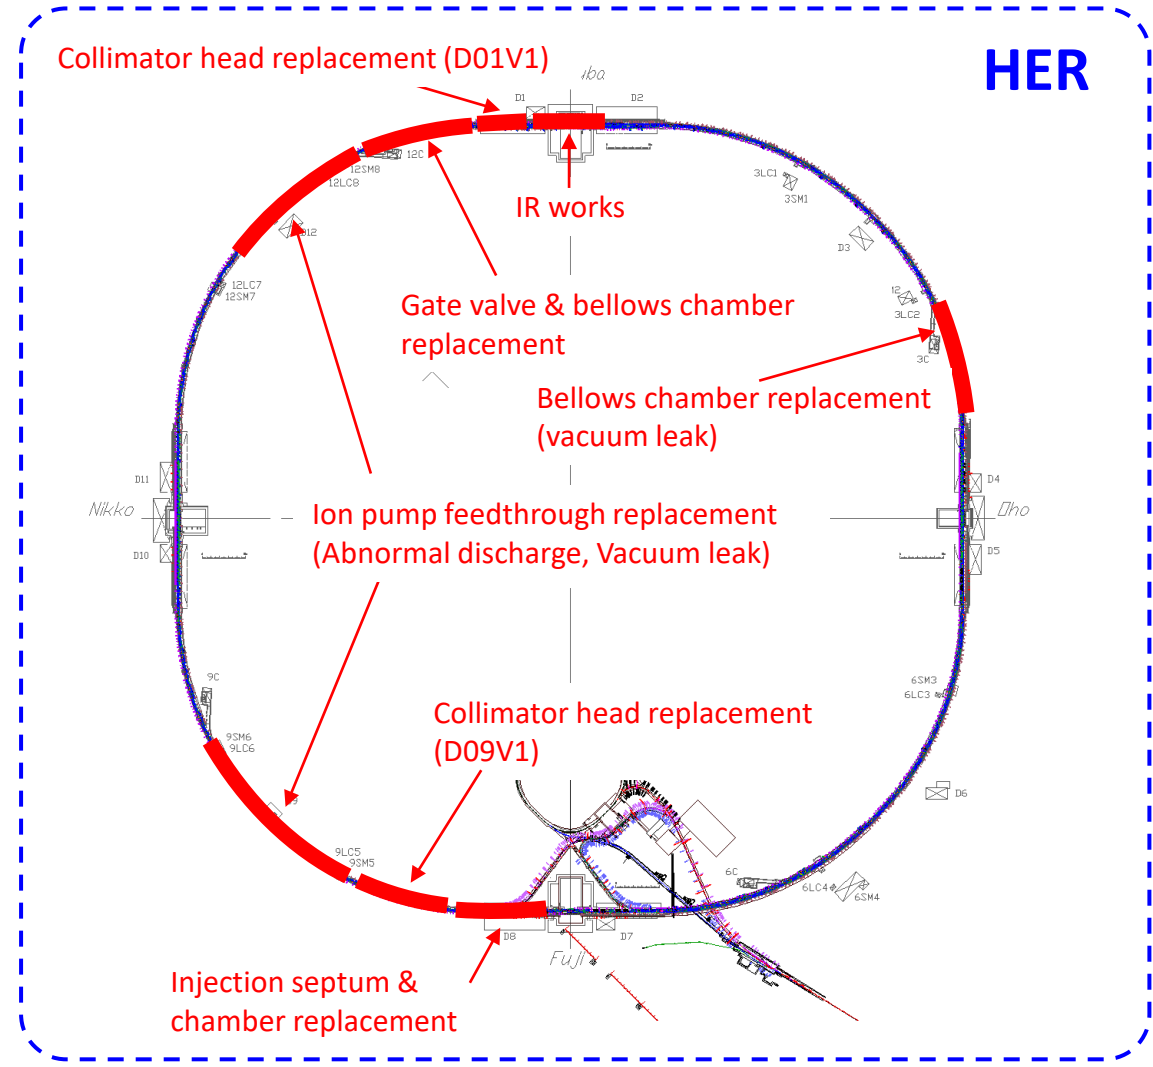 HER
Collimator head replacement (D01V1)
D1
D2
12C
12SM8
12LC8
3LC1
3SM1
IR works
D12
D3
12LC7
12SM7
12
3LC2
3C
Gate valve & bellows chamber
replacement
Bellows chamber replacement
(vacuum leak)
D11
D4
Nikko
Oho
Ion pump feedthrough replacement
(Abnormal discharge, Vacuum leak)
D10
D5
9C
6SM3
6LC3
9SM6
9LC6
Collimator head replacement
(D09V1)
D6
9LC5
9SM5
6C
6LC4
6SM4
D8
D7
Fuji
Injection septum &
chamber replacement